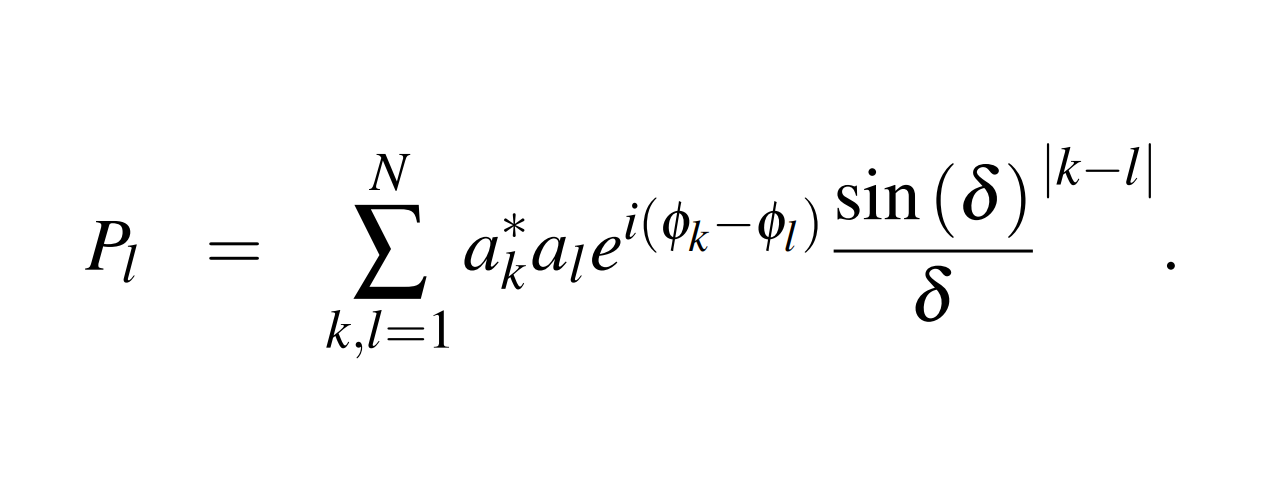 $P_l = \sum_{k,l=1}^{N} a_k^* a_l e^{i(\phi_k - \phi_l)} \frac{\sin(\delta)}{\delta}^{|k-l|}.$